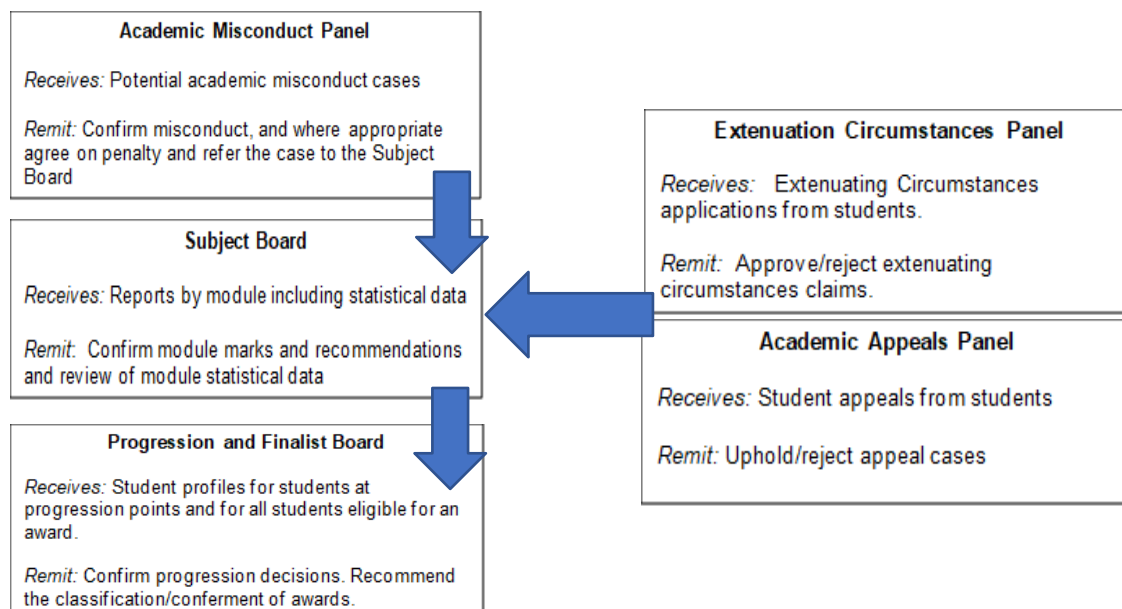 Academic Misconduct Panel
Receives: Potential academic misconduct cases
Remit: Confirm misconduct, and where appropriate
agree on penalty and refer the case to the Subject
Board
Subject Board
Receives: Reports by module including statistical data
Remit: Confirm module marks and recommendations
and review of module statistical data
Progression and Finalist Board
Receives: Student profiles for students at
progression points and for all students eligible for an
award.
Remit: Confirm progression decisions. Recommend
the classification/conferment of awards.
Extenuation Circumstances Panel
Receives: Extenuating Circumstances
applications from students.
Remit: Approve/reject extenuating
circumstances claims.
Academic Appeals Panel
Receives: Student appeals from students
Remit: Uphold/reject appeal cases